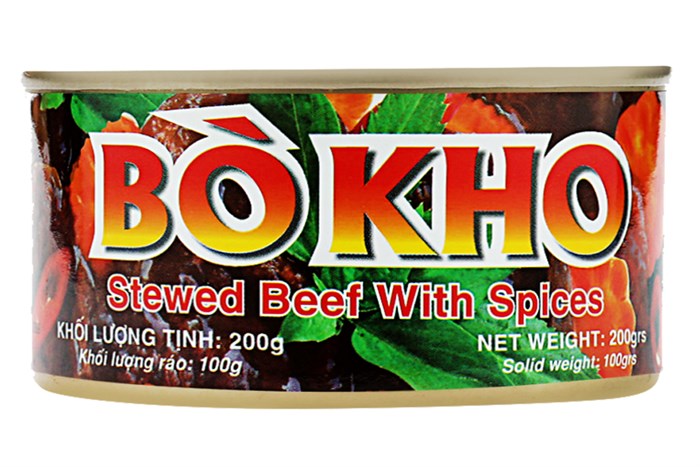 BÒ KHO
Stewed Beef With Spices
KHỐI LƯỢNG TỊNH: 200g
Khối lượng ráo: 100g
NET WEIGHT: 200grs
Solid weight: 100grs